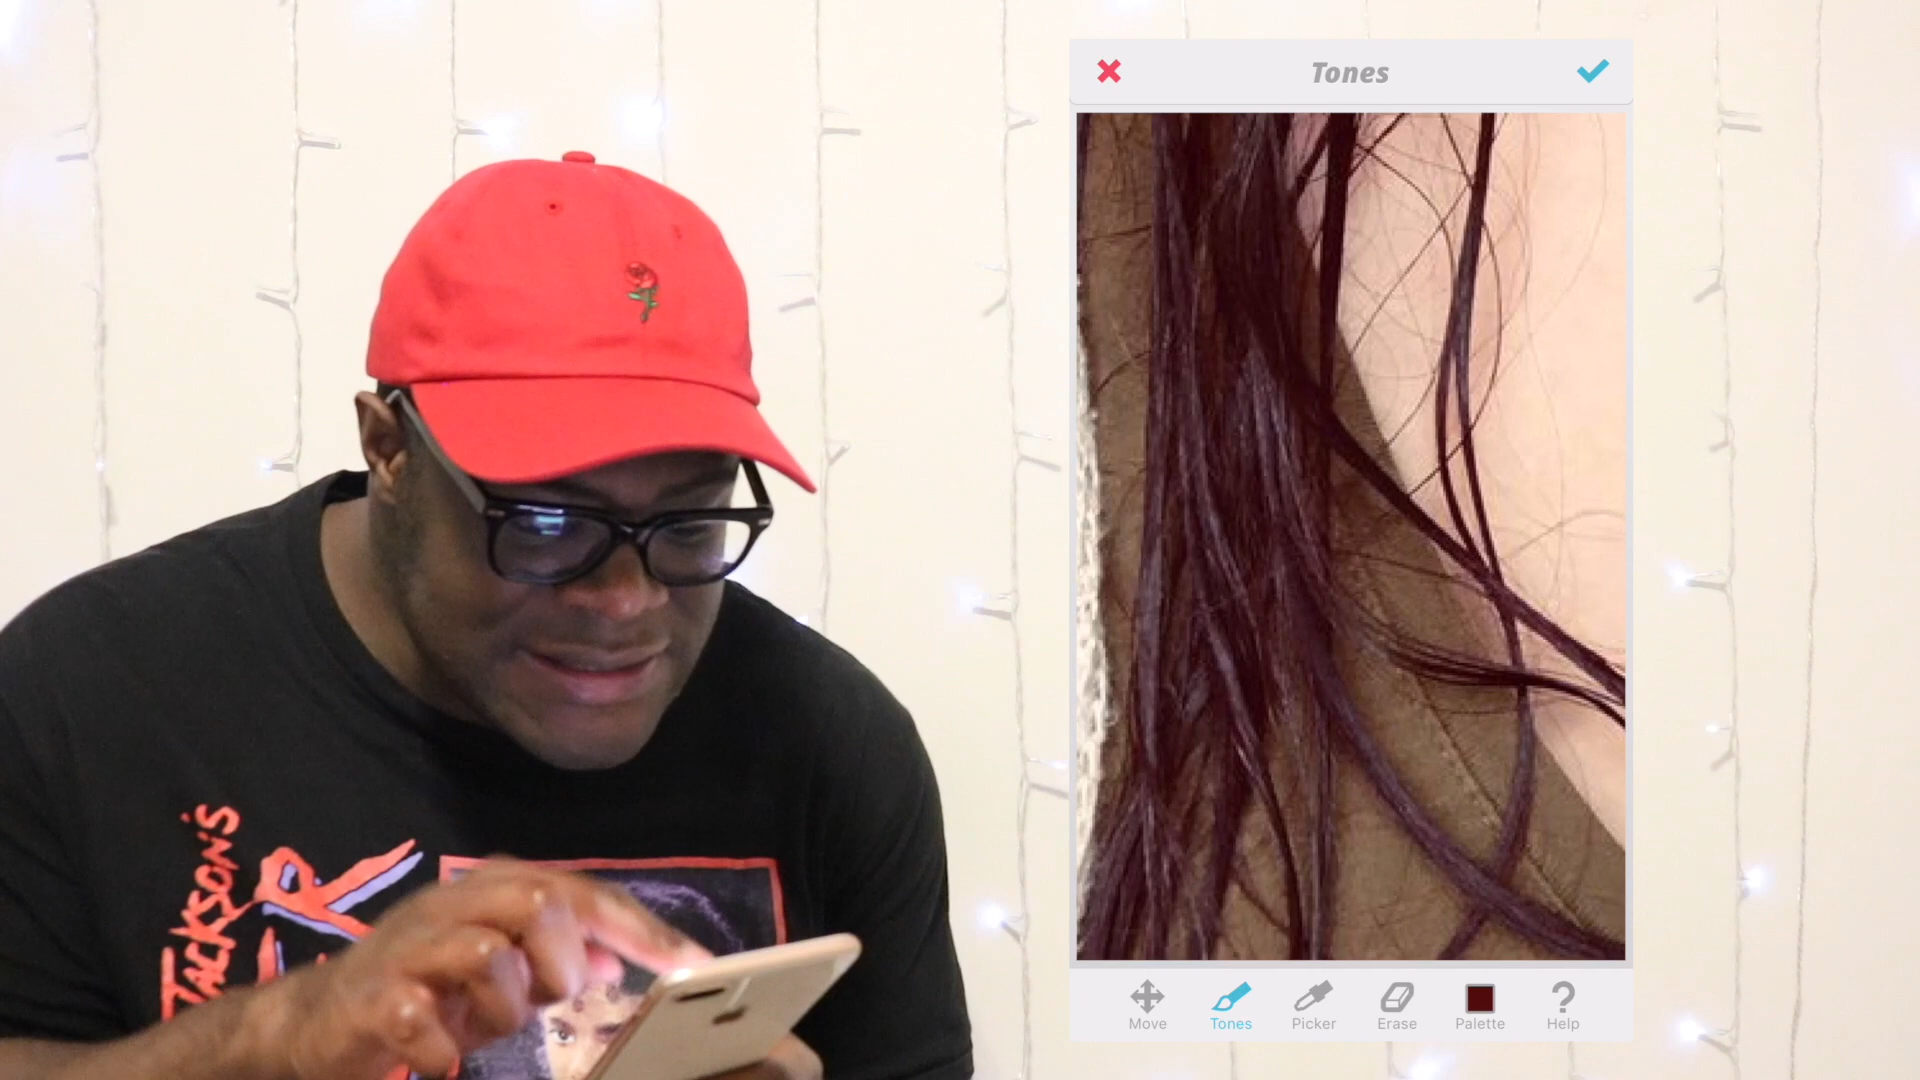 Tones
JACKSON'S
R
Move
Tones
Picker
Erase
Palette
Help